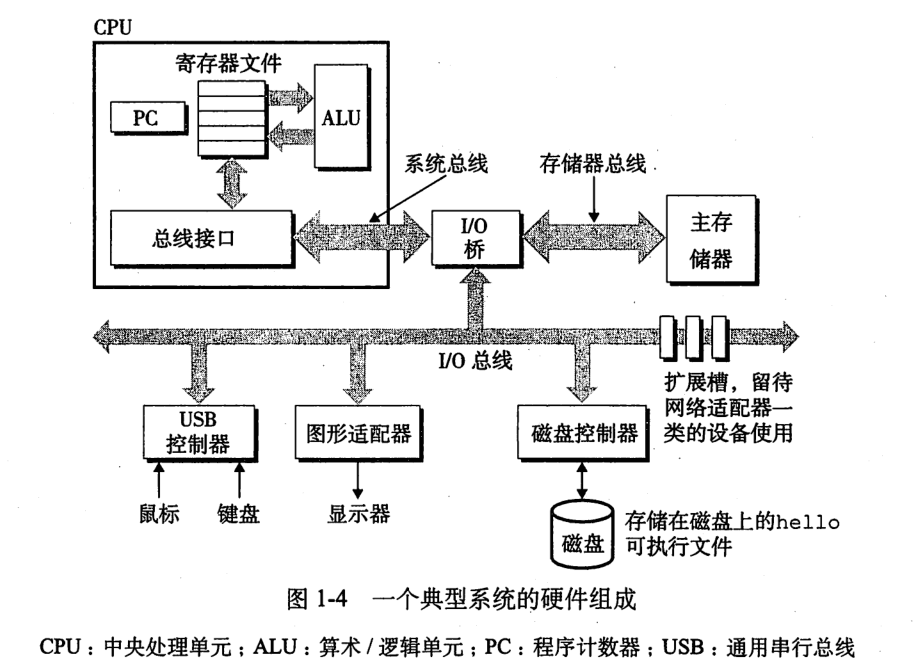 CPU
寄存器文件
PC
ALU
系统总线
存储器总线
总线接口
I/O
桥
主存
储器
I/O 总线
扩展槽，留待
网络适配器一
类的设备使用
USB
控制器
图形适配器
磁盘控制器
鼠标
键盘
显示器
磁盘
存储在磁盘上的hello
可执行文件
图 1-4 一个典型系统的硬件组成
CPU：中央处理单元；ALU：算术/逻辑单元；PC：程序计数器；USB：通用串行总线